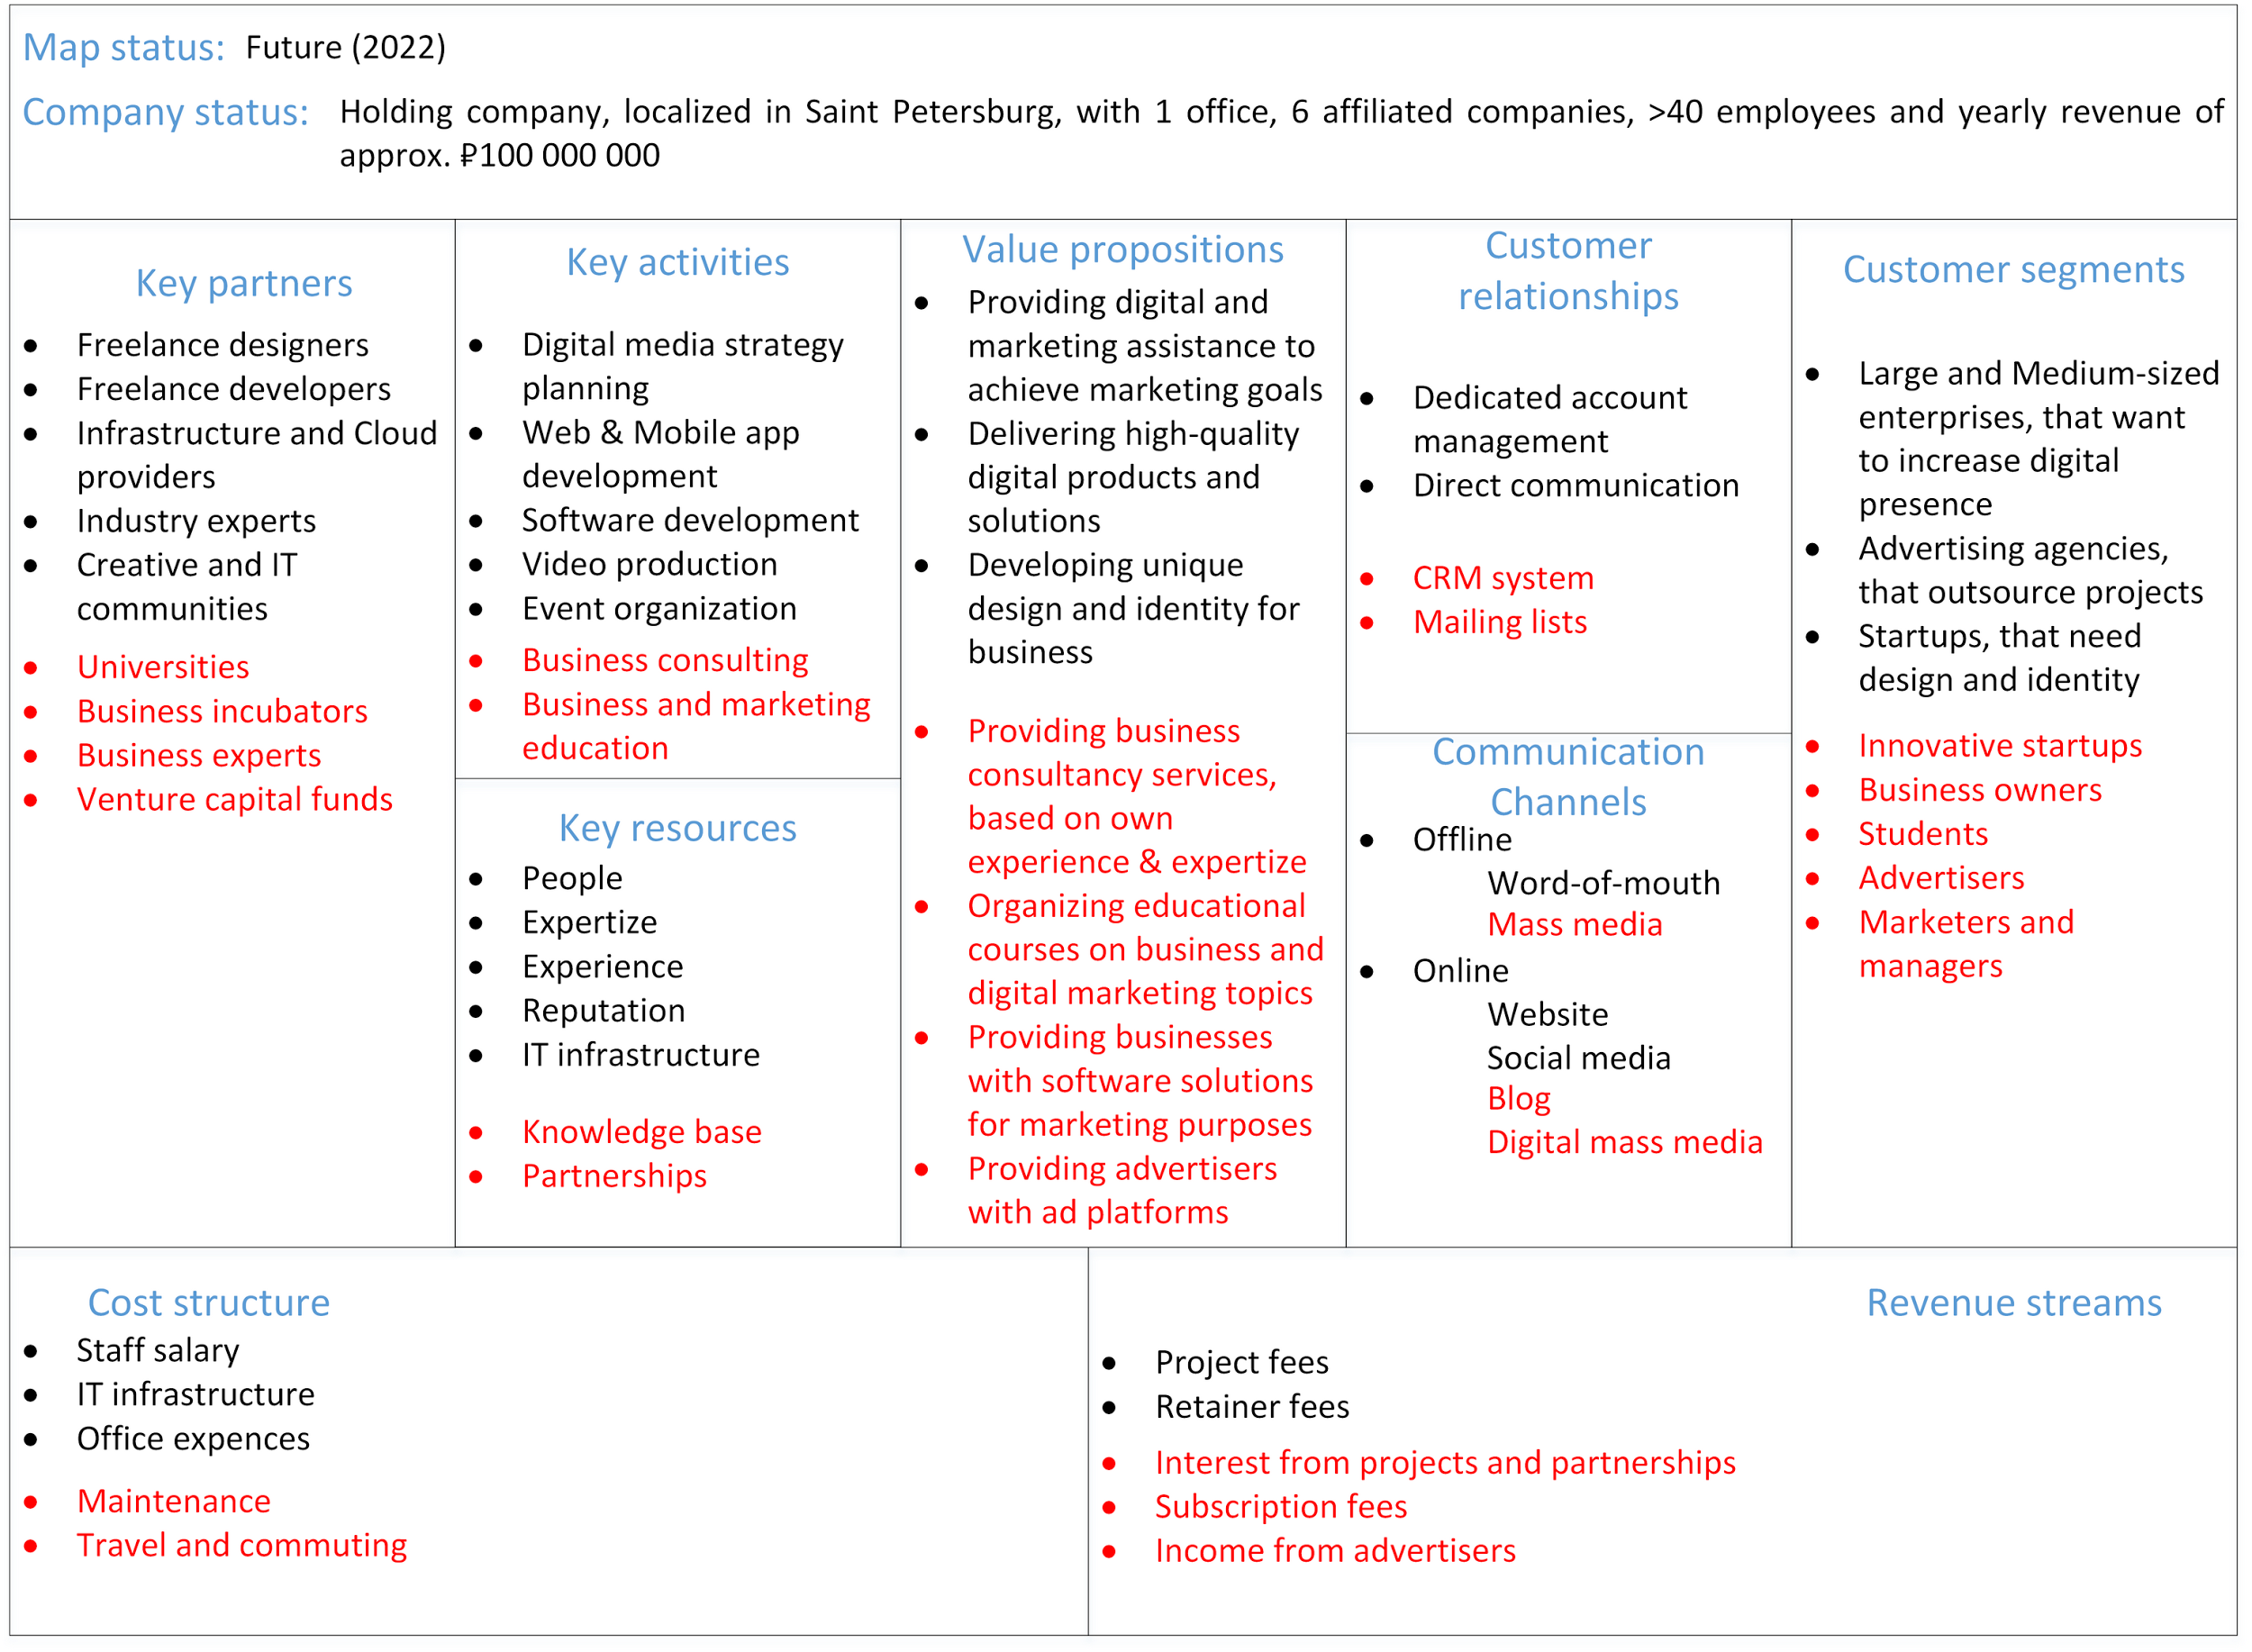 Map status: Future (2022)
Company status: Holding company, localized in Saint Petersburg, with 1 office, 6 affiliated companies, >40 employees and yearly revenue of
approx. ₽100 000 000
Key partners
• Freelance designers
• Freelance developers
• Infrastructure and Cloud
providers
• Industry experts
• Creative and IT
communities
• Universities
• Business incubators
• Business experts
• Venture capital funds
Key activities
• Digital media strategy
planning
• Web & Mobile app
development
• Software development
• Video production
• Event organization
• Business consulting
• Business and marketing
education
Key resources
• People
• Expertize
• Experience
• Reputation
• IT infrastructure
• Knowledge base
• Partnerships
Value propositions
• Providing digital and
marketing assistance to
achieve marketing goals
• Delivering high-quality
digital products and
solutions
• Developing unique
design and identity for
business
• Providing business
consultancy services,
based on own
experience & expertize
• Organizing educational
courses on business and
digital marketing topics
• Providing businesses
with software solutions
for marketing purposes
• Providing advertisers
with ad platforms
Customer
relationships
• Dedicated account
management
• Direct communication
• CRM system
• Mailing lists
Communication
Channels
• Offline
Word-of-mouth
Mass media
• Online
Website
Social media
Blog
Digital mass media
Customer segments
• Large and Medium-sized
enterprises, that want
to increase digital
presence
• Advertising agencies,
that outsource projects
• Startups, that need
design and identity
• Innovative startups
• Business owners
• Students
• Advertisers
• Marketers and
managers
Cost structure
• Staff salary
• IT infrastructure
• Office expences
• Maintenance
• Travel and commuting
Revenue streams
• Project fees
• Retainer fees
• Interest from projects and partnerships
• Subscription fees
• Income from advertisers